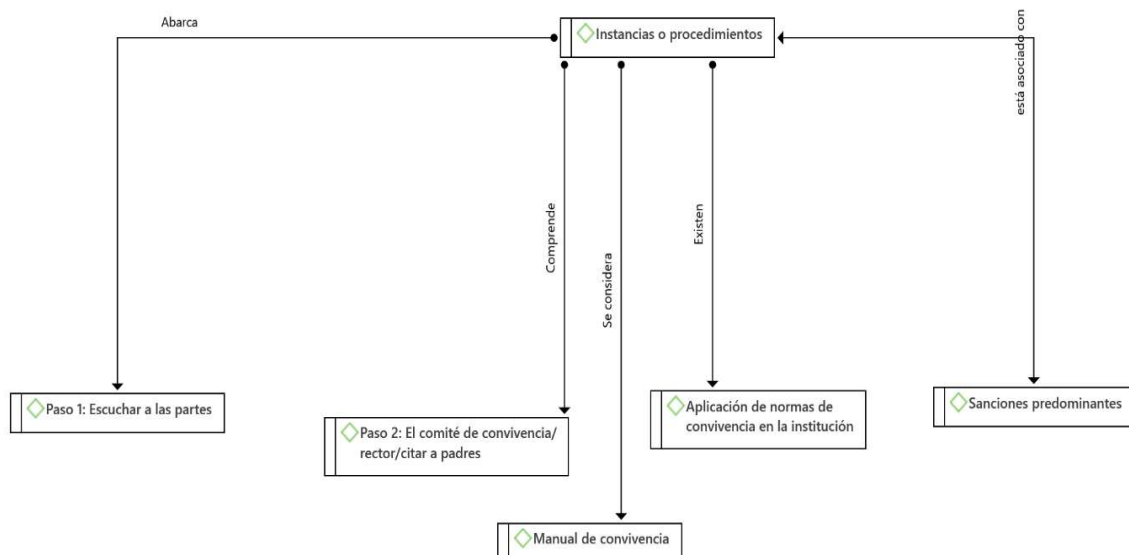 Abarca
Instancias o procedimientos
está asociado con
Comprende
Se considera
Existen
Paso 1: Escuchar a las partes
Paso 2: El comité de convivencia/
rector/citar a padres
Aplicación de normas de
convivencia en la institución
Sanciones predominantes
Manual de convivencia